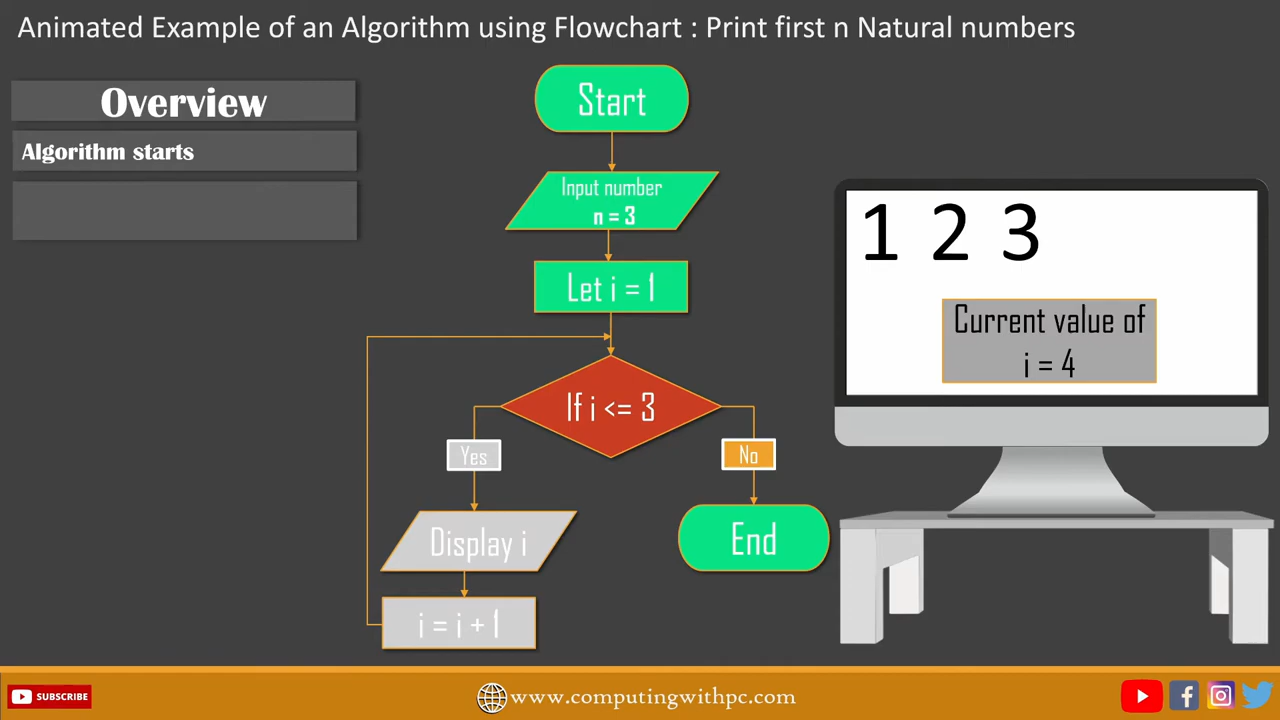 Animated Example of an Algorithm using Flowchart : Print first n Natural numbers
Overview
Algorithm starts
Start
Input number
n = 3
Let i = 1
If i <= 3
Yes
No
Display i
End
i = i + 1
1 2 3
Current value of
i = 4
SUBSCRIBE
www.computingwithpc.com